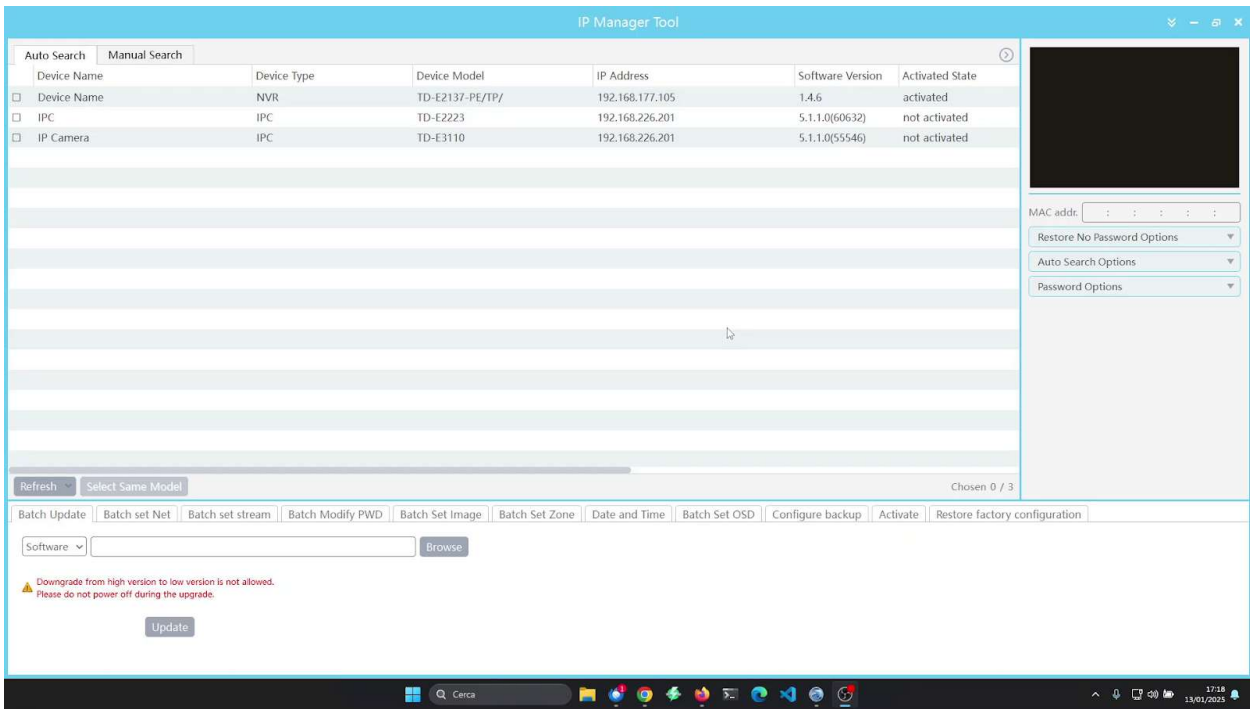 IP Manager Tool
Auto Search Manual Search
Device Name Device Type Device Model IP Address Software Version Activated State
Device Name NVR TD-E2137-PE/TP/ 192.168.177.105 1.4.6 activated
IPC IPC TD-E2223 192.168.226.201 5.1.1.0(60632) not activated
IP Camera IPC TD-E3110 192.168.226.201 5.1.1.0(55546) not activated
MAC addr. : : : : :
Restore No Password Options
Auto Search Options
Password Options
Refresh Select Same Model Chosen 0 / 3
Batch Update Batch set Net Batch set stream Batch Modify PWD Batch Set Image Batch Set Zone Date and Time Batch Set OSD Configure backup Activate Restore factory configuration
Software Browse
Downgrade from high version to low version is not allowed.
Please do not power off during the upgrade.
Update
Cerca
17:18
13/01/2025